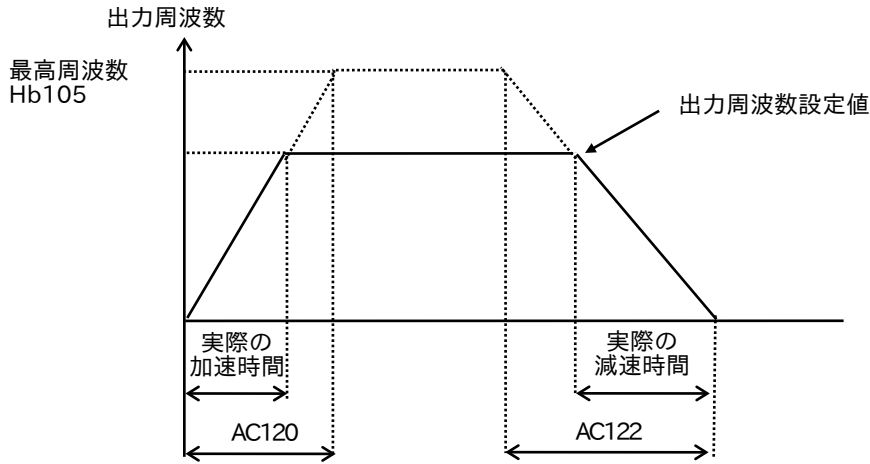 出力周波数
最高周波数
Hb105
出力周波数設定値
実際の
加速時間
実際の
減速時間
AC120
AC122